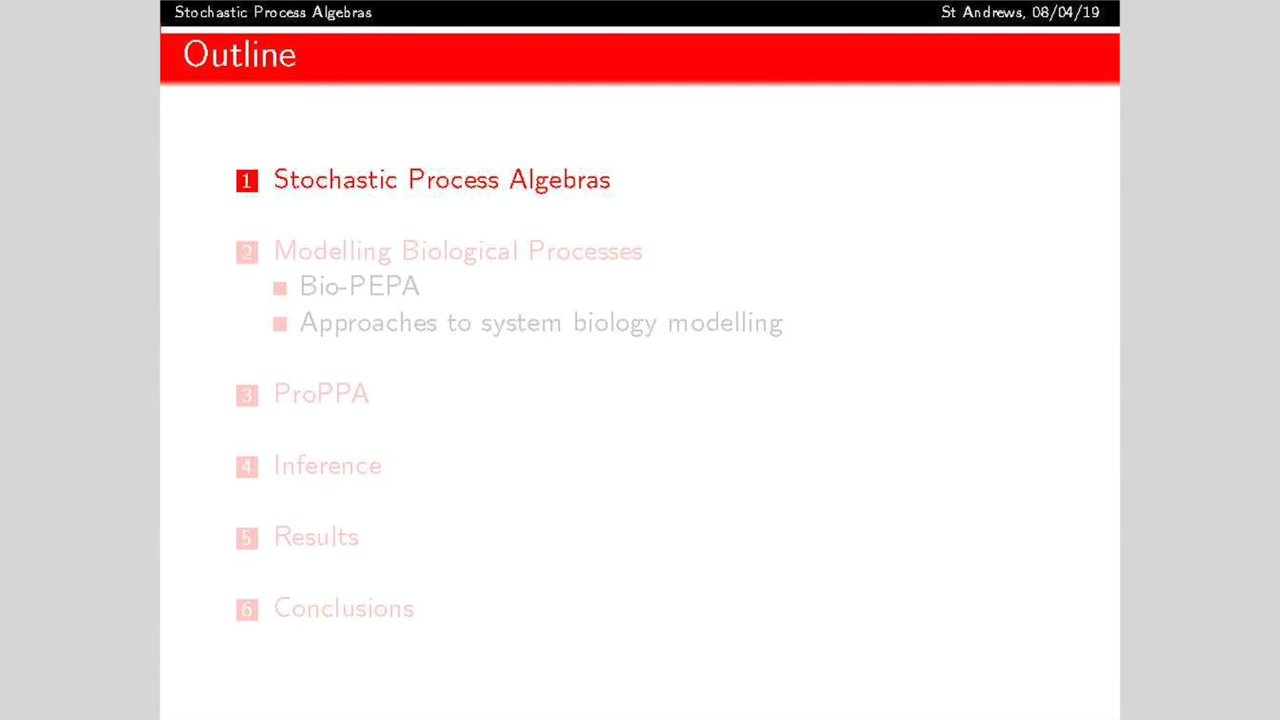 Stochastic Process Algebras
St Andrews, 08/04/19
Outline
1 Stochastic Process Algebras
2 Modelling Biological Processes
Bio-PEPA
Approaches to system biology modelling
3 ProPPA
4 Inference
5 Results
6 Conclusions